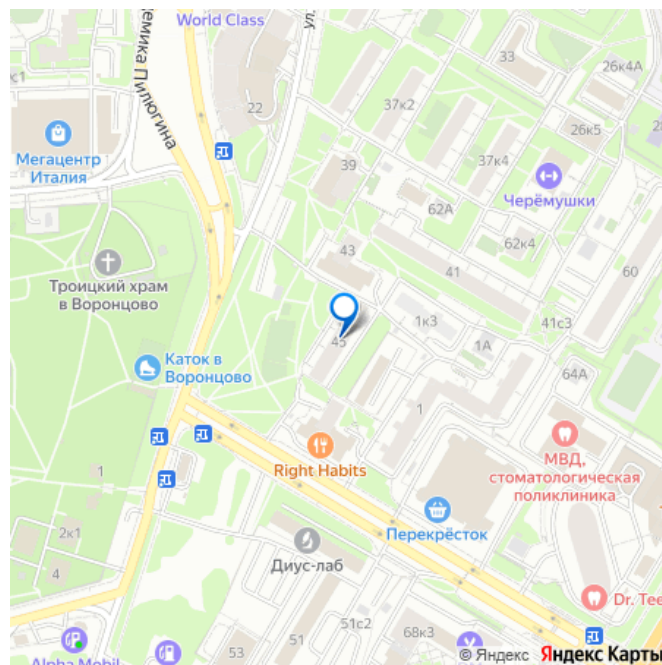 World Class
ул.
емика Пилюгина
к1
33
26к4А
22
37к2
26к5
Мегацентр
Италия
39
37к4
62А
Черёмушки
Троицкий храм
в Воронцово
43
62к4
41
60
1к3
41с3
45
1А
Каток в
Воронцово
64А
1
Right Habits
МВД,
стоматологическая
поликлиника
1
Перекрёсток
2к1
Диус-лаб
4
51с2
Dr. Tee
Alpha Mobil
53
51
68к3
© Яндекс Яндекс Карты